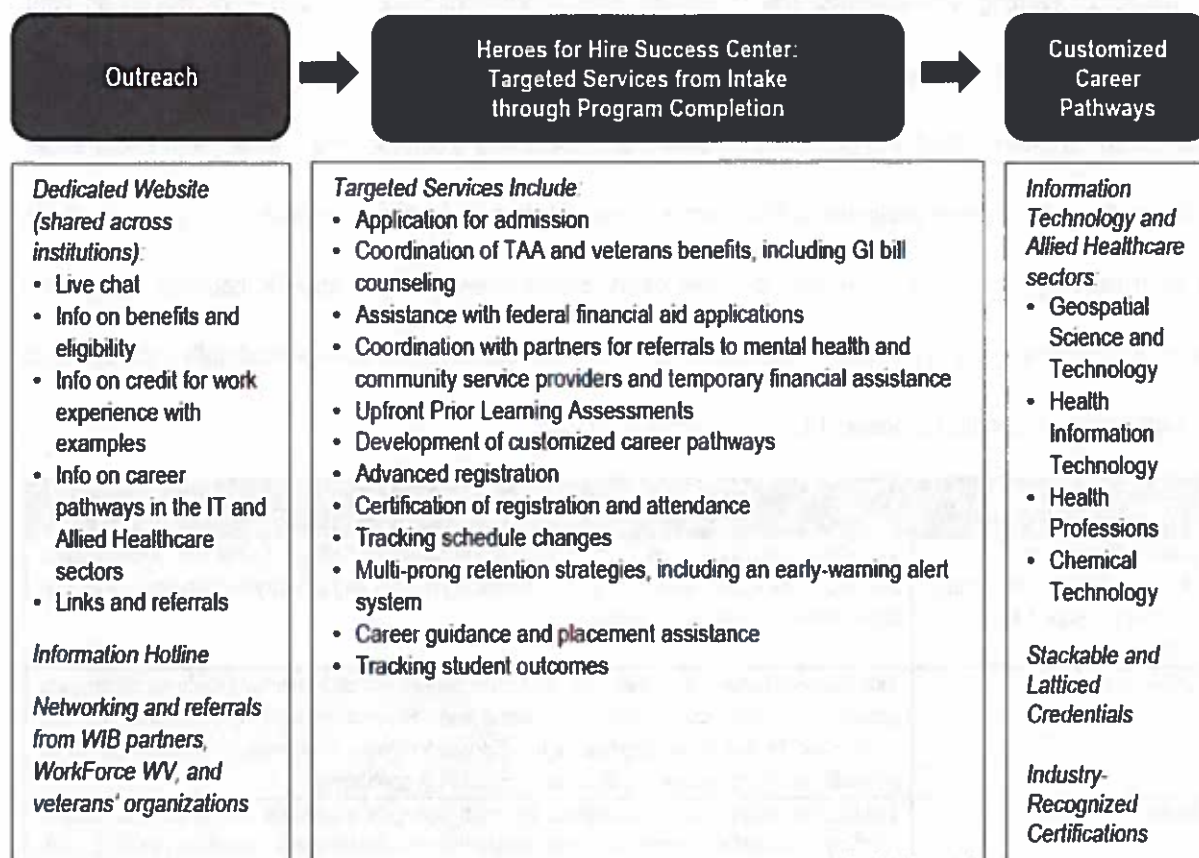 Outreach
Heroes for Hire Success Center:
Targeted Services from Intake
through Program Completion
Customized
Career
Pathways
Dedicated Website
(shared across
institutions):
• Live chat
• Info on benefits and
eligibility
• Info on credit for work
experience with
examples
• Info on career
pathways in the IT and
Allied Healthcare
sectors
• Links and referrals
Information Hotline
Networking and referrals
from WIB partners,
WorkForce WV, and
veterans' organizations
Targeted Services Include:
• Application for admission
• Coordination of TAA and veterans benefits, including GI bill
counseling
• Assistance with federal financial aid applications
• Coordination with partners for referrals to mental health and
community service providers and temporary financial assistance
• Upfront Prior Learning Assessments
• Development of customized career pathways
• Advanced registration
• Certification of registration and attendance
• Tracking schedule changes
• Multi-prong retention strategies, including an early-warning alert
system
• Career guidance and placement assistance
• Tracking student outcomes
Information
Technology and
Allied Healthcare
sectors:
• Geospatial
Science and
Technology
• Health
Information
Technology
• Health
Professions
• Chemical
Technology
Stackable and
Latticed
Credentials
Industry-
Recognized
Certifications